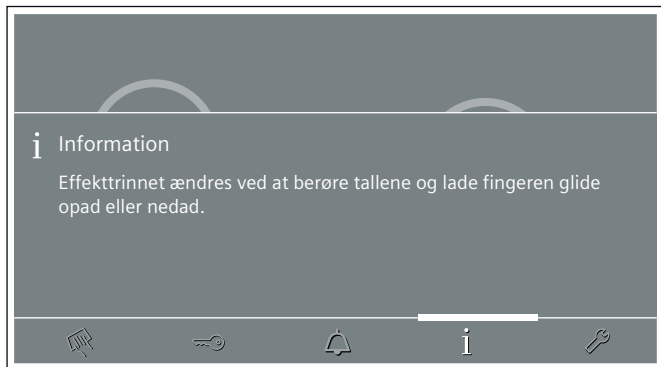 i Information
Effekttrinnet ændres ved at berøre tallene og lade fingeren glide
opad eller nedad.
i